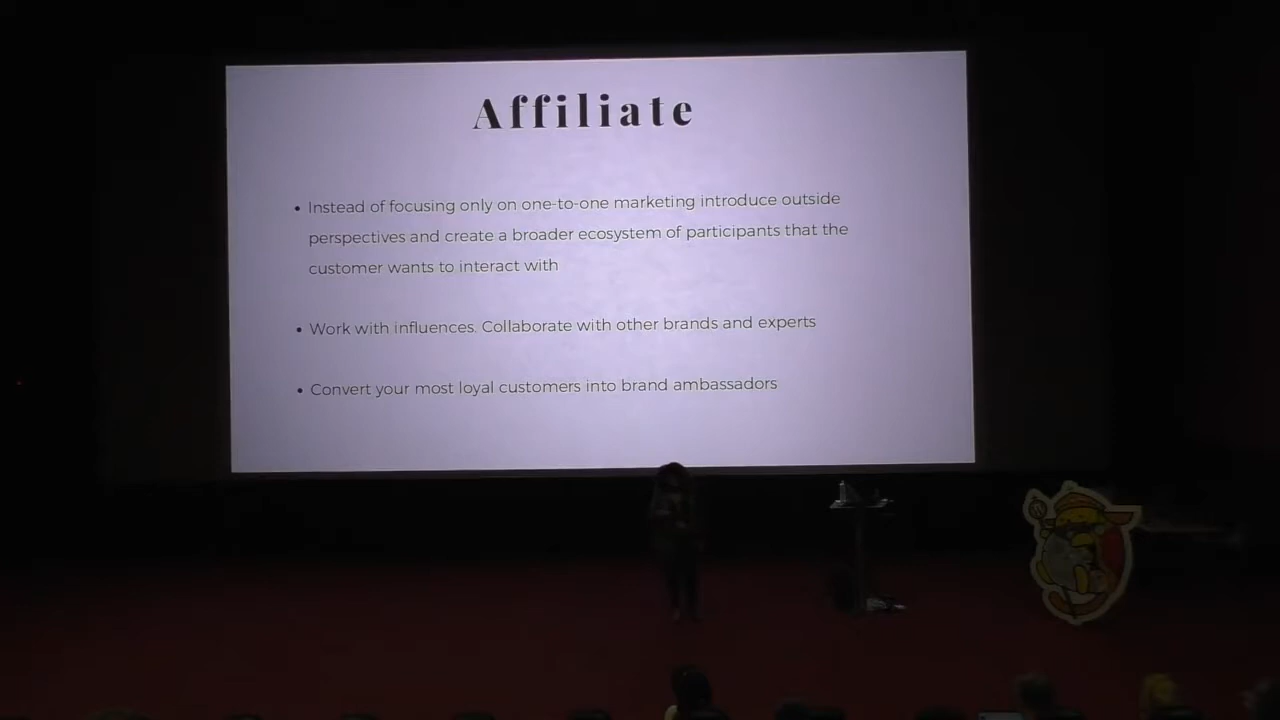 Affiliate
• Instead of focusing only on one-to-one marketing introduce outside
perspectives and create a broader ecosystem of participants that the
customer wants to interact with
• Work with influences. Collaborate with other brands and experts
• Convert your most loyal customers into brand ambassadors